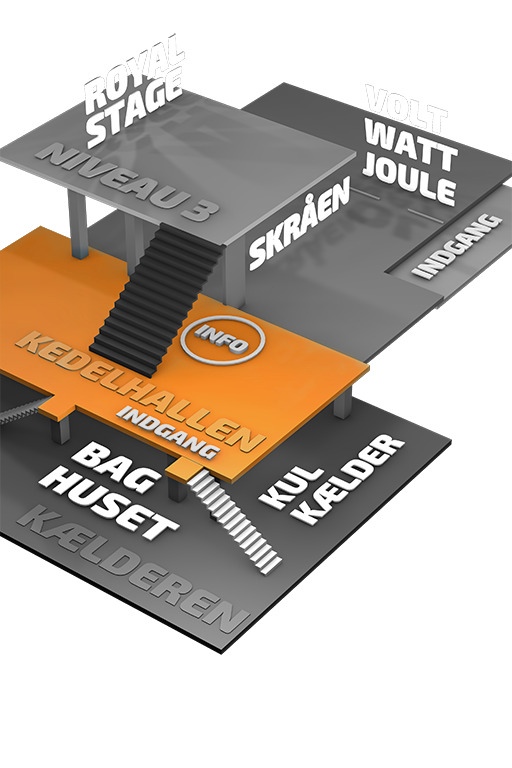 ROYAL
STAGE
VOLT
WATT
JOULE
NIVEAU 3
SKRÅEN
INDGANG
INFO
KEDELHALLEN
INDGANG
BAG
HUSET
KUL
KÆLDER
KÆLDEREN